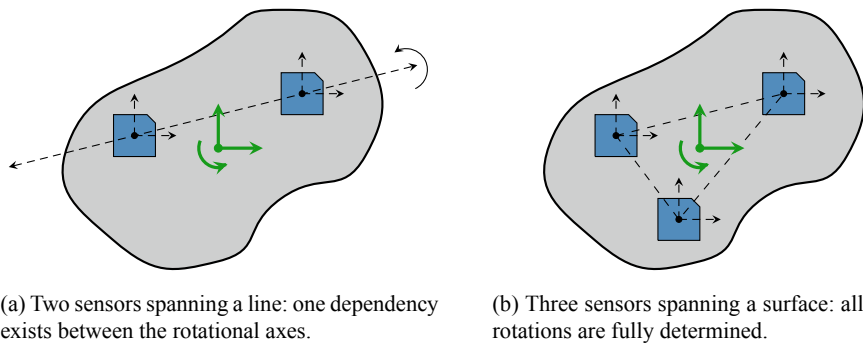 (a) Two sensors spanning a line: one dependency
exists between the rotational axes.
(b) Three sensors spanning a surface: all
rotations are fully determined.